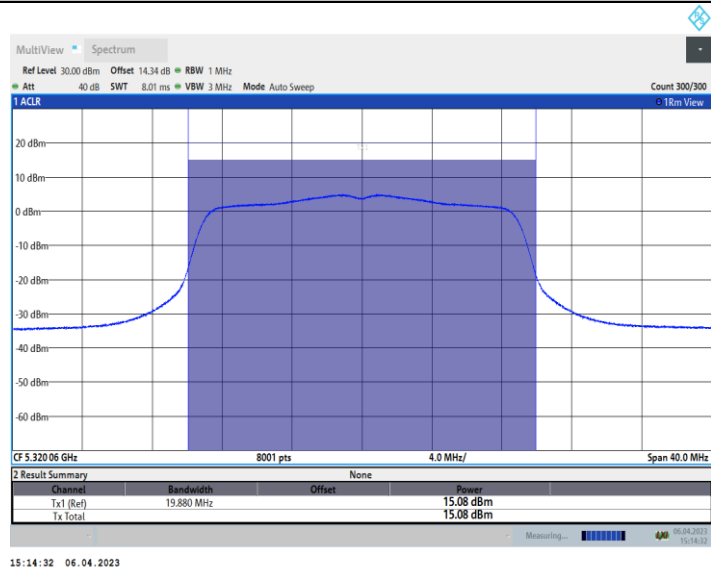 MultiView Spectrum
Ref Level 30.00 dBm Offset 14.34 dB RBW 1 MHz
Att 40 dB SWT 8.01 ms VBW 3 MHz Mode Auto Sweep Count 300/300
1 ACLR 1Rm View
20 dBm
10 dBm
0 dBm
-10 dBm
-20 dBm
-30 dBm
-40 dBm
-50 dBm
-60 dBm
CF 5.320 06 GHz 8001 pts 4.0 MHz/ Span 40.0 MHz
2 Result Summary None
Channel Bandwidth Offset Power
Tx1 (Ref) 19.880 MHz 15.08 dBm
Tx Total 15.08 dBm
Measuring... 06.04.2023
15:14:32
15:14:32 06.04.2023